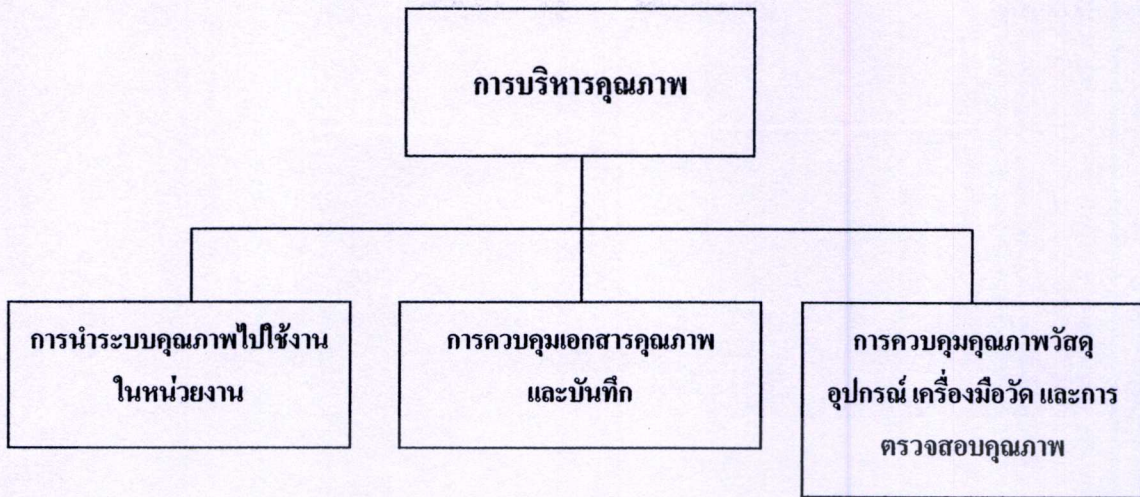 การบริหารคุณภาพ
การนำระบบคุณภาพไปใช้งาน
ในหน่วยงาน
การควบคุมเอกสารคุณภาพ
และบันทึก
การควบคุมคุณภาพวัสดุ
อุปกรณ์ เครื่องมือวัด และการ
ตรวจสอบคุณภาพ